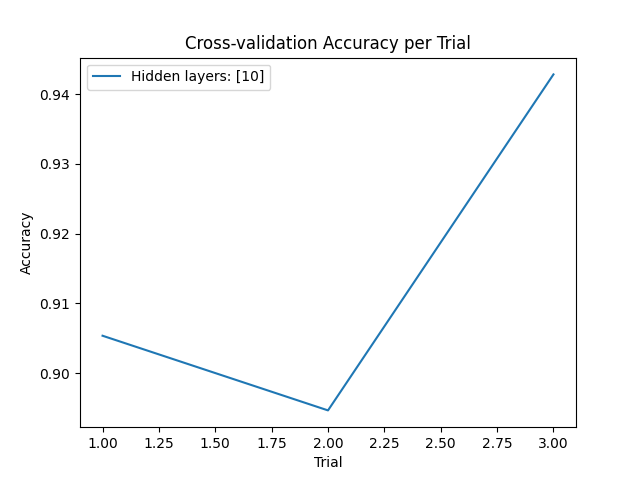 Cross-validation Accuracy per Trial
Hidden layers: [10]
0.94
0.93
0.92
0.91
0.90
Accuracy
1.00 1.25 1.50 1.75 2.00 2.25 2.50 2.75 3.00
Trial